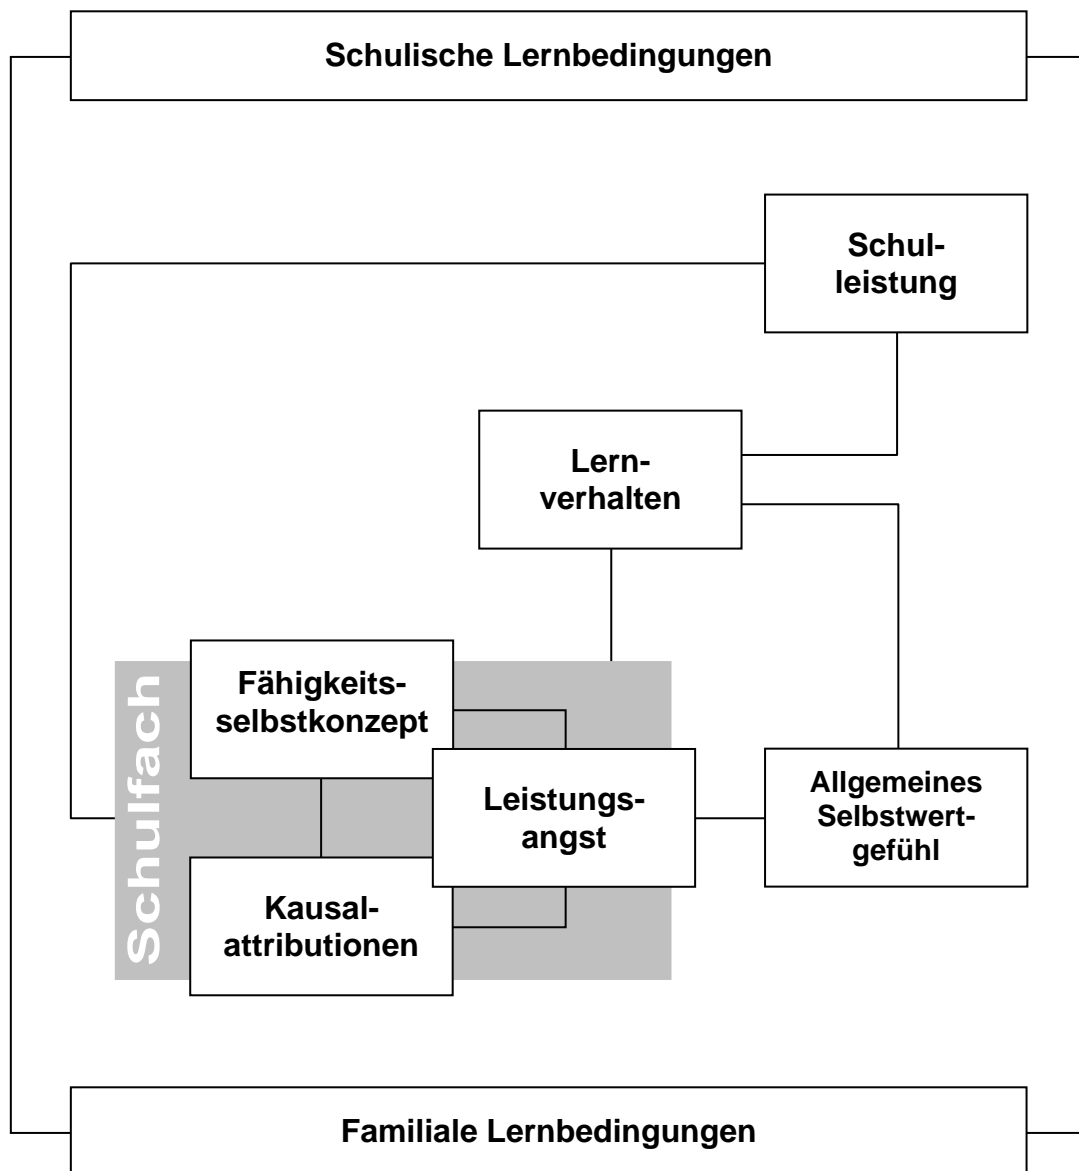 Schulische Lernbedingungen
Schul-
leistung
Lern-
verhalten
Schulfach
Fähigkeits-
selbstkonzept
Leistungs-
angst
Allgemeines
Selbstwert-
gefühl
Kausal-
attributionen
Familiale Lernbedingungen